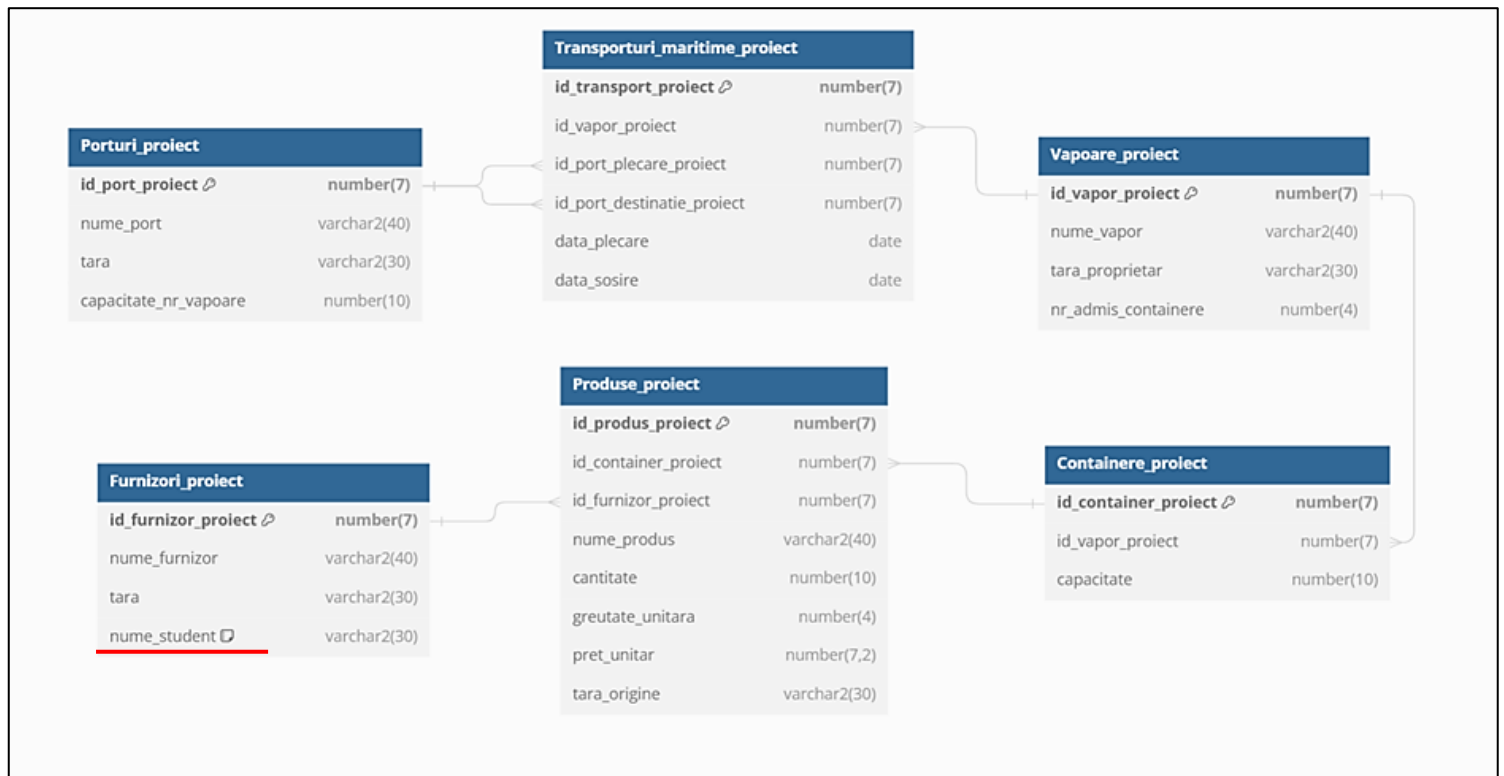 Transporturi_maritime_proiect
id_transport_proiect number(7)
id_vapor_proiect number(7)
id_port_plecare_proiect number(7)
id_port_destinatie_proiect number(7)
data_plecare date
data_sosire date
Porturi_proiect
id_port_proiect number(7)
nume_port varchar2(40)
tara varchar2(30)
capacitate_nr_vapoare number(10)
Vapoare_proiect
id_vapor_proiect number(7)
nume_vapor varchar2(40)
tara_proprietar varchar2(30)
nr_admis_containere number(4)
Produse_proiect
id_produs_proiect number(7)
id_container_proiect number(7)
id_furnizor_proiect number(7)
nume_produs varchar2(40)
cantitate number(10)
greutate_unitara number(4)
pret_unitar number(7,2)
tara_origine varchar2(30)
Furnizori_proiect
id_furnizor_proiect number(7)
nume_furnizor varchar2(40)
tara varchar2(30)
nume_student varchar2(30)
Containere_proiect
id_container_proiect number(7)
id_vapor_proiect number(7)
capacitate number(10)